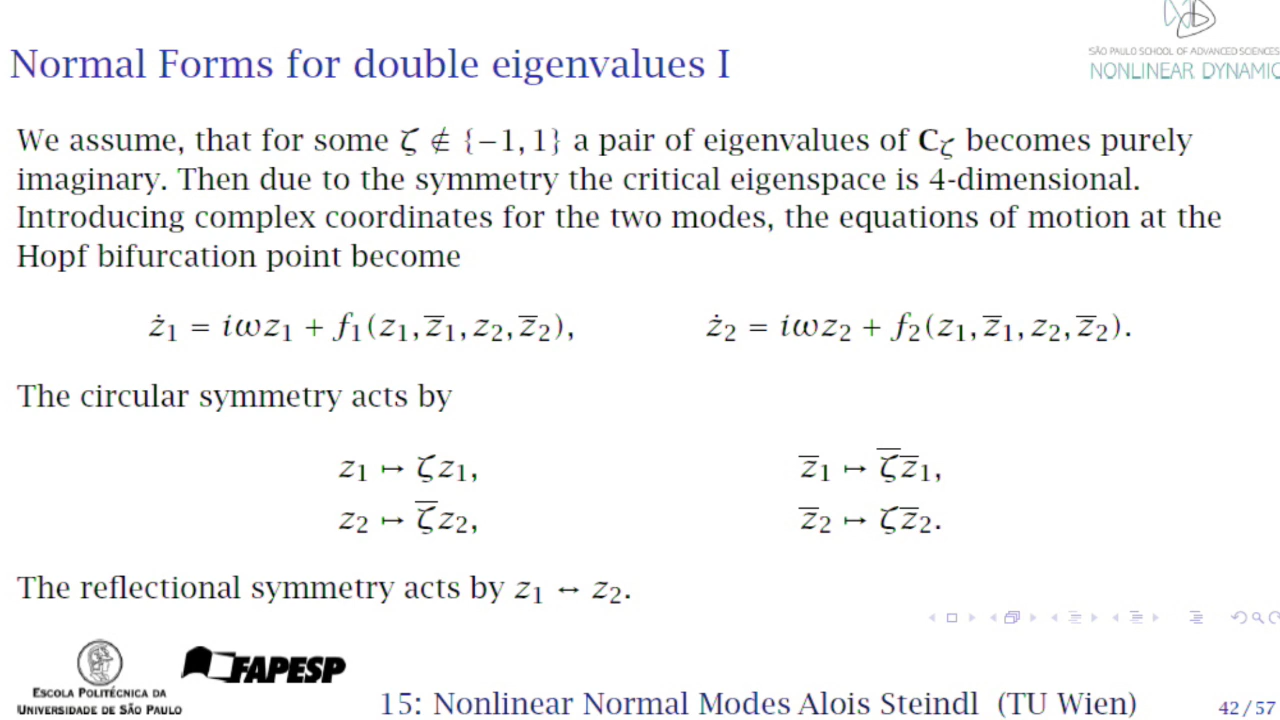 SÃO PAULO SCHOOL OF ADVANCED SCIENCES
NONLINEAR DYNAMIC
Normal Forms for double eigenvalues I
We assume, that for some ζ ∉ {−1, 1} a pair of eigenvalues of C_ζ becomes purely
imaginary. Then due to the symmetry the critical eigenspace is 4-dimensional.
Introducing complex coordinates for the two modes, the equations of motion at the
Hopf bifurcation point become
ż₁ = iωz₁ + f₁(z₁, z̅₁, z₂, z̅₂), ż₂ = iωz₂ + f₂(z₁, z̅₁, z₂, z̅₂).
The circular symmetry acts by
z₁ ↦ ζz₁, z̅₁ ↦ ζ̅z̅₁,
z₂ ↦ ζ̅z₂, z̅₂ ↦ ζz̅₂.
The reflectional symmetry acts by z₁ ↔ z₂.
FAPESP
ESCOLA POLITÉCNICA DA
UNIVERSIDADE DE SÃO PAULO
15: Nonlinear Normal Modes Alois Steindl (TU Wien)
42 / 57